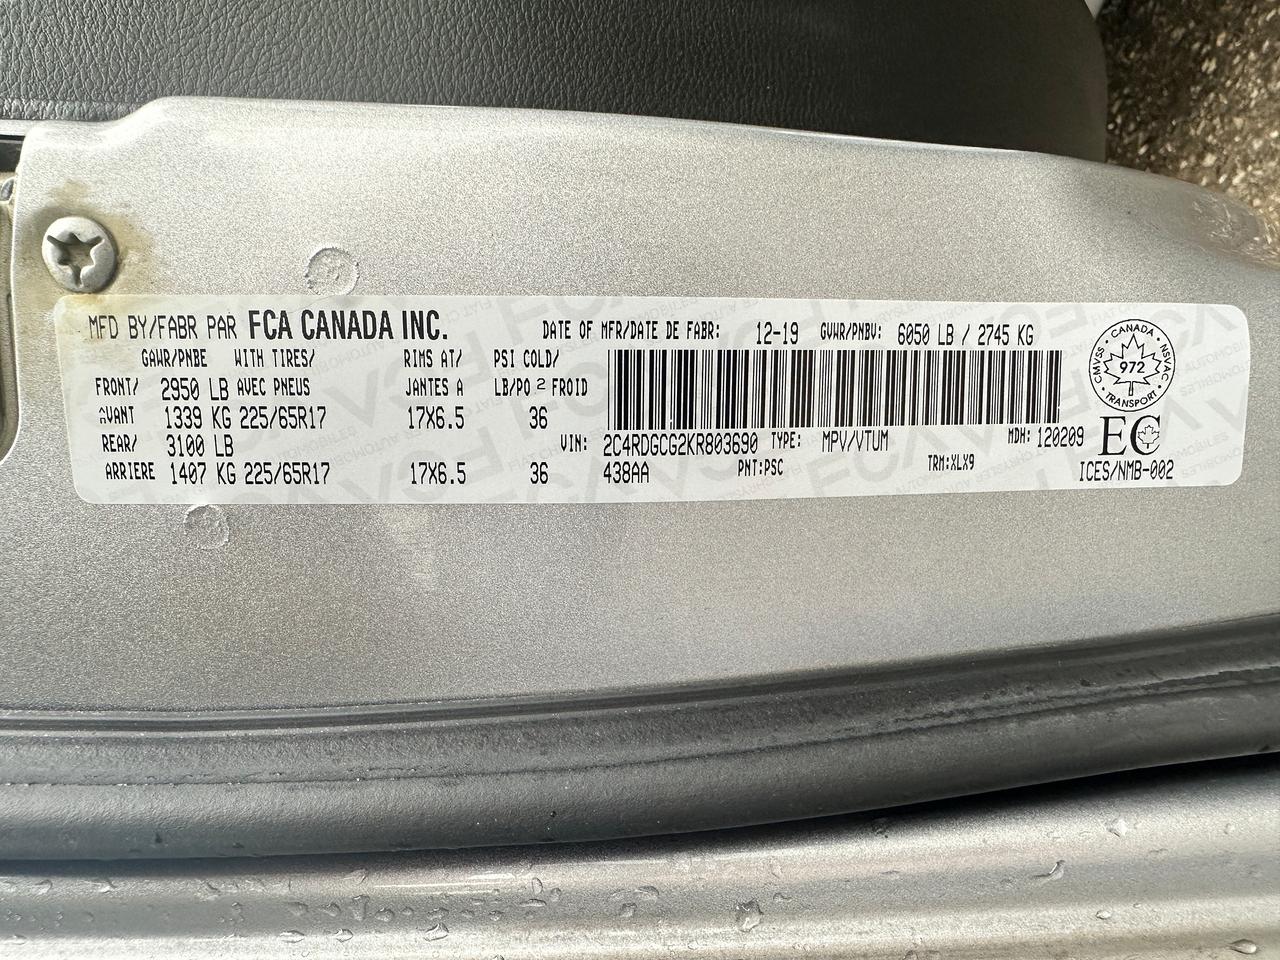 MFD BY/FABR PAR FCA CANADA INC. DATE OF MFR/DATE DE FABR: 12-19 GVWR/PNBV: 6050 LB / 2745 KG
GAWR/PNBE WITH TIRES/ RIMS AT/ PSI COLD/
FRONT/ 2950 LB AVEC PNEUS JANTES A LB/PO 2 FROID
AVANT 1339 KG 225/65R17 17X6.5 36
REAR/ 3100 LB VIN: 2C4RDGCG2KR803690 TYPE: MPV/VTUM MDH: 120209
ARRIERE 1407 KG 225/65R17 17X6.5 36 438AA PNT:PSC TRM:XLX9 ICES/NMB-002
CANADA
CMVSS 972 NSVAC
TRANSPORT
EC